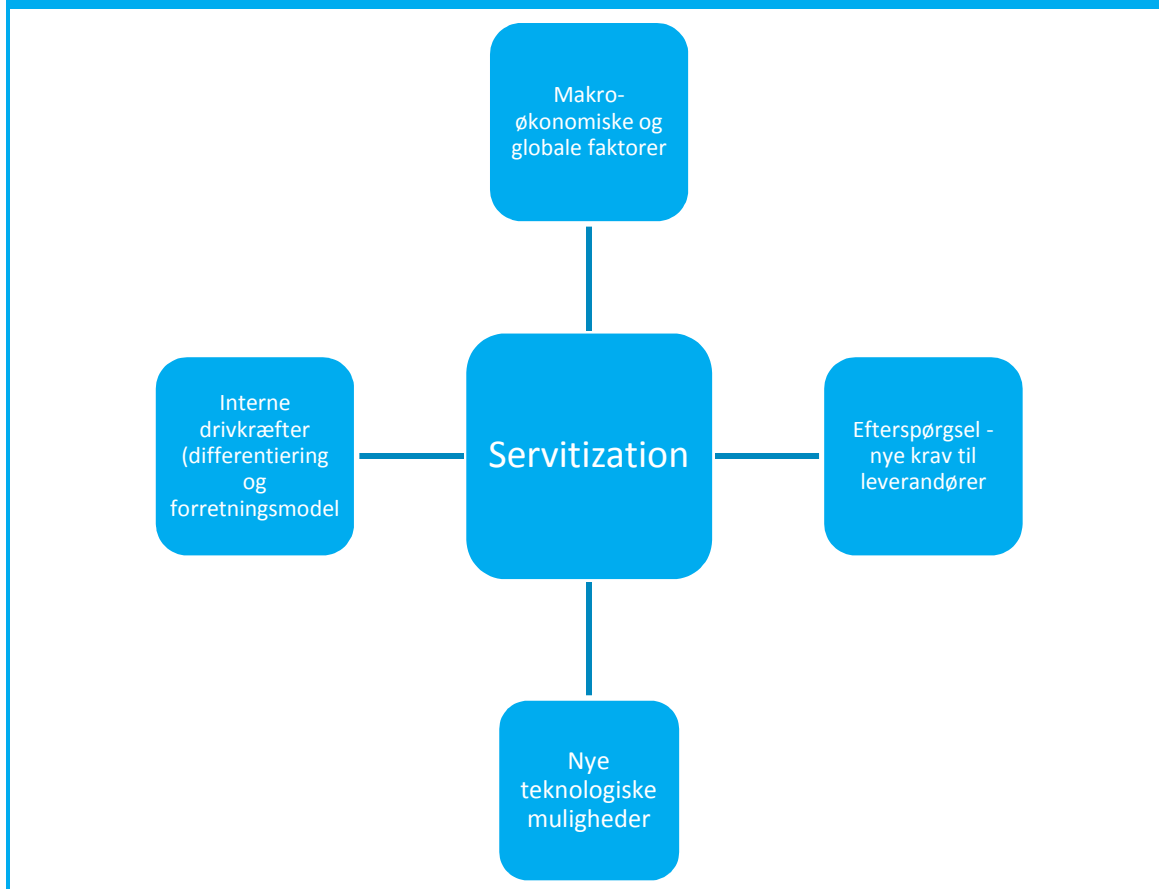 Makro-
økonomiske og
globale faktorer
Interne
drivkræfter
(differentiering
og
forretningsmodel
Servitization
Efterspørgsel -
nye krav til
leverandører
Nye
teknologiske
muligheder